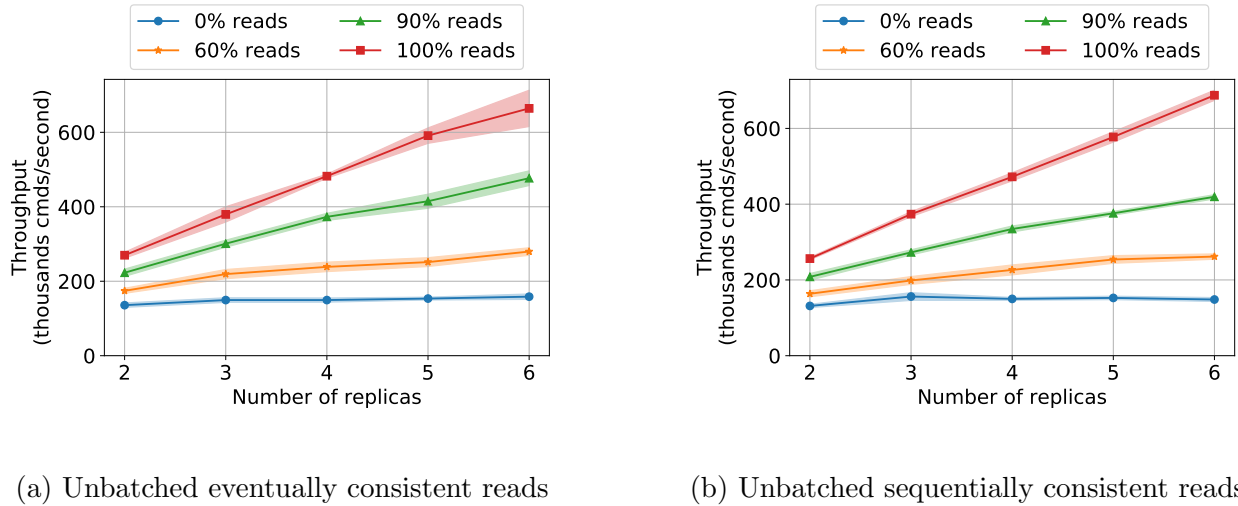 0% reads
90% reads
60% reads
100% reads
Throughput
(thousands cmds/second)
600
400
200
0
2 3 4 5 6
Number of replicas
(a) Unbatched eventually consistent reads
0% reads
90% reads
60% reads
100% reads
Throughput
(thousands cmds/second)
600
400
200
0
2 3 4 5 6
Number of replicas
(b) Unbatched sequentially consistent reads